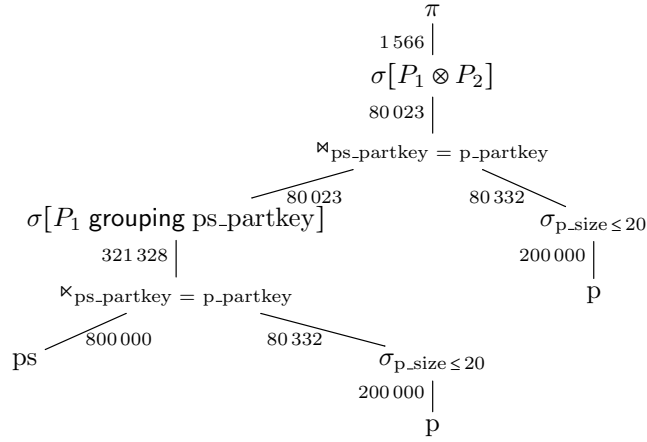 π
1 566
σ[P₁ ⊗ P₂]
80 023
⋈ps_partkey = p_partkey
80 023 80 332
σ[P₁ grouping ps_partkey] σp_size ≤ 20
321 328 200 000
⋉ps_partkey = p_partkey p
800 000 80 332
ps σp_size ≤ 20
200 000
p